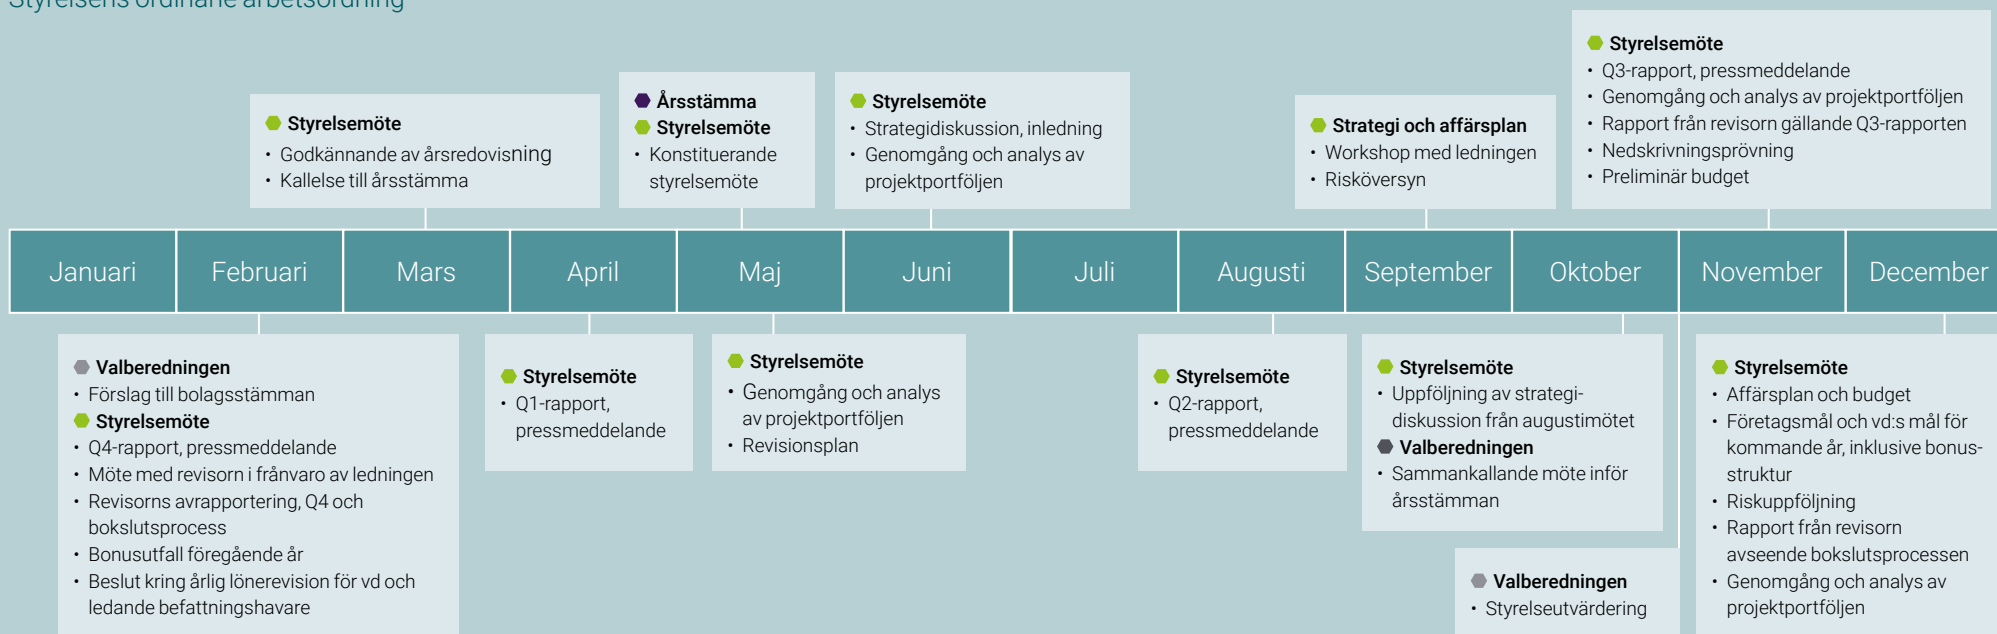 Styrelsens ordinarie arbetsordning
Styrelsemöte
• Godkännande av årsredovisning
• Kallelse till årsstämma
Årsstämma
Styrelsemöte
• Konstituerande
styrelsemöte
Styrelsemöte
• Strategidiskussion, inledning
• Genomgång och analys av
projektportföljen
Strategi och affärsplan
• Workshop med ledningen
• Risköversyn
Styrelsemöte
• Q3-rapport, pressmeddelande
• Genomgång och analys av projektportföljen
• Rapport från revisorn gällande Q3-rapporten
• Nedskrivningsprövning
• Preliminär budget
Januari
Februari
Mars
April
Maj
Juni
Juli
Augusti
September
Oktober
November
December
Valberedningen
• Förslag till bolagsstämman
Styrelsemöte
• Q4-rapport, pressmeddelande
• Möte med revisorn i frånvaro av ledningen
• Revisorns avrapportering, Q4 och
bokslutsprocess
• Bonusutfall föregående år
• Beslut kring årlig lönerevision för vd och
ledande befattningshavare
Styrelsemöte
• Q1-rapport,
pressmeddelande
Styrelsemöte
• Genomgång och analys
av projektportföljen
• Revisionsplan
Styrelsemöte
• Q2-rapport,
pressmeddelande
Styrelsemöte
• Uppföljning av strategi-
diskussion från augustimötet
Valberedningen
• Sammankallande möte inför
årsstämman
Valberedningen
• Styrelseutvärdering
Styrelsemöte
• Affärsplan och budget
• Företagsmål och vd:s mål för
kommande år, inklusive bonus-
struktur
• Riskuppföljning
• Rapport från revisorn
avseende bokslutsprocessen
• Genomgång och analys av
projektportföljen